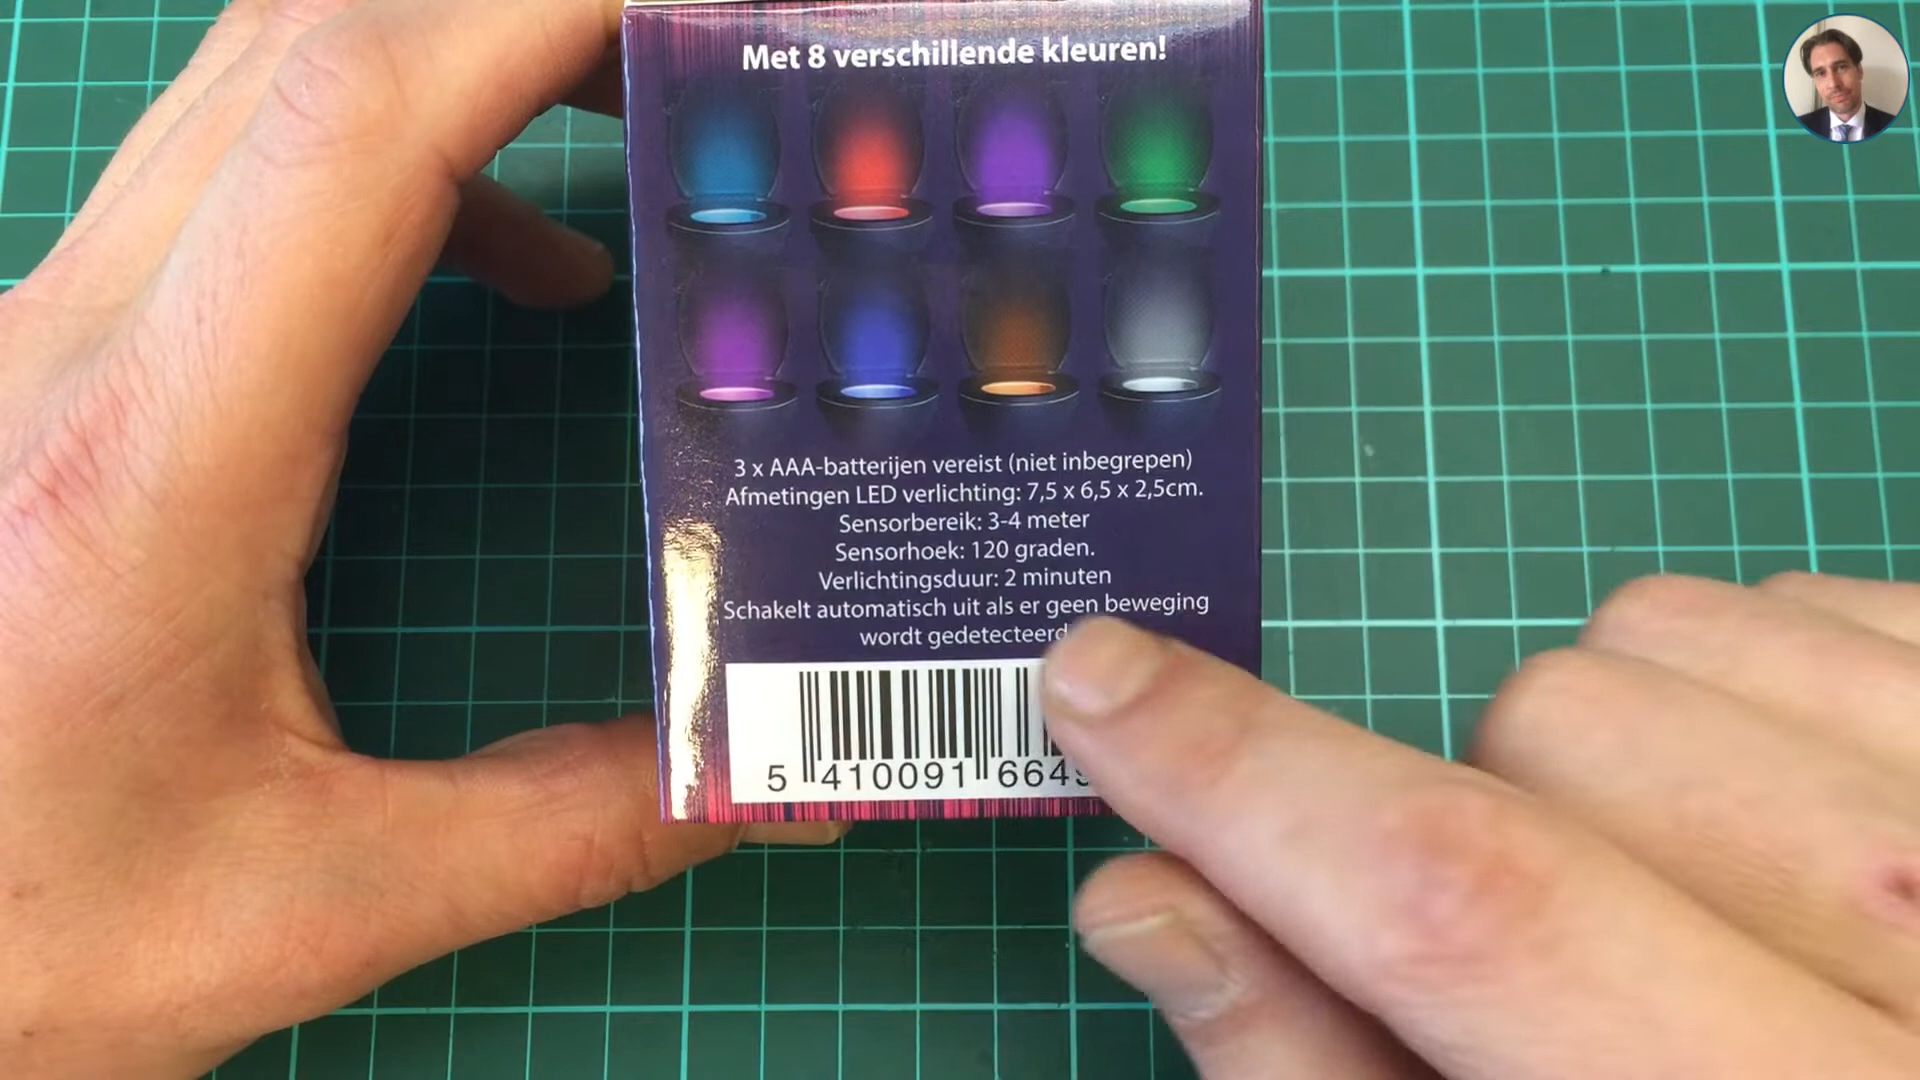 Met 8 verschillende kleuren!
3 x AAA-batterijen vereist (niet inbegrepen)
Afmetingen LED verlichting: 7,5 x 6,5 x 2,5cm.
Sensorbereik: 3-4 meter
Sensorhoek: 120 graden.
Verlichtingsduur: 2 minuten
Schakelt automatisch uit als er geen beweging
wordt gedetecteerd
5 410091 664